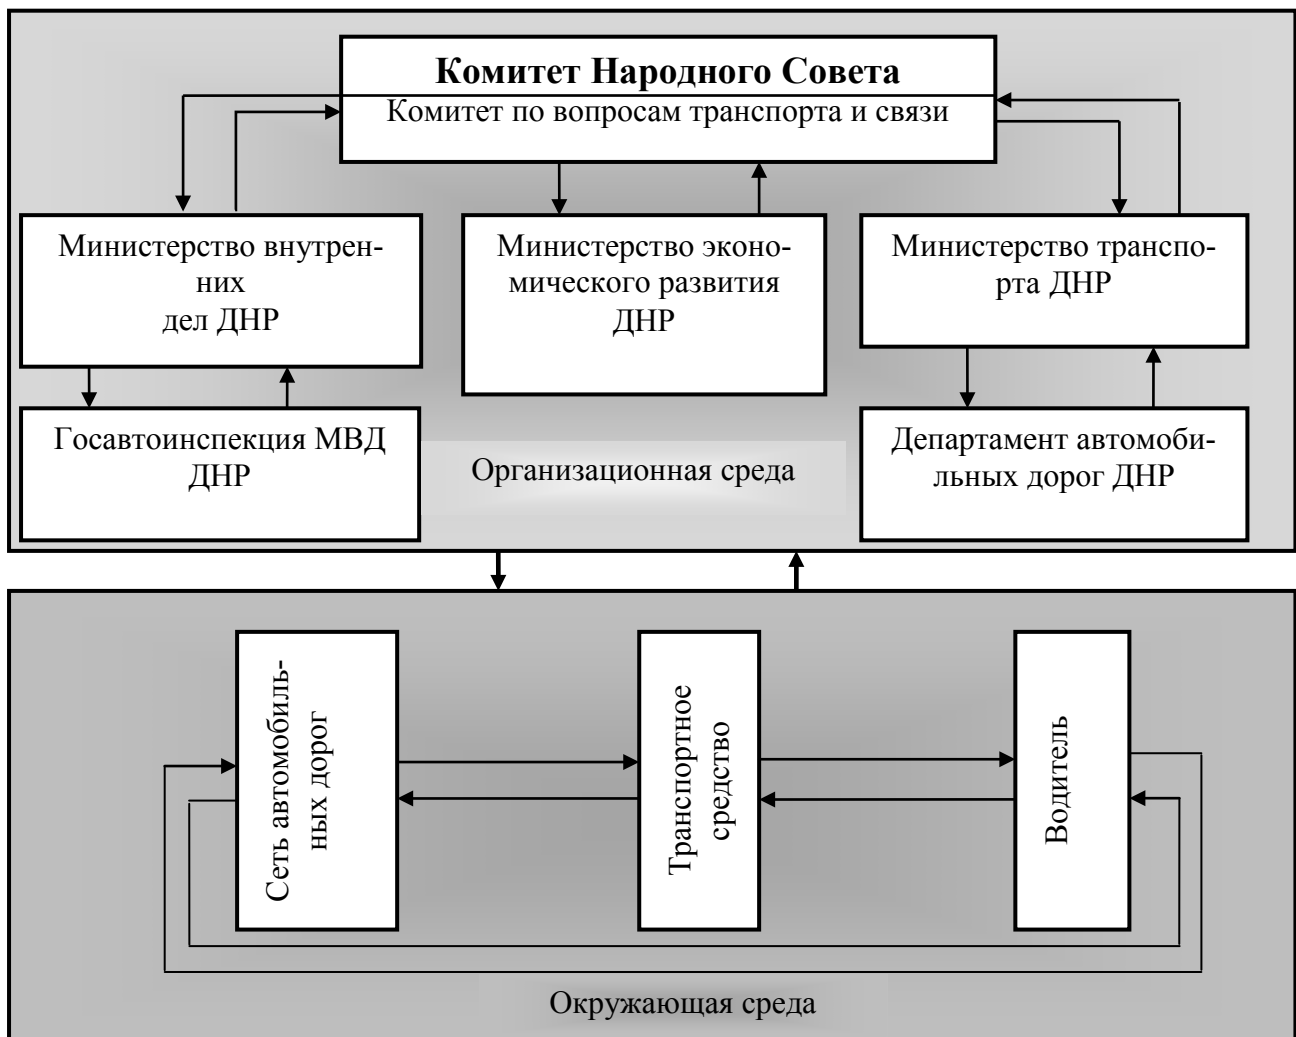 Комитет Народного Совета
Комитет по вопросам транспорта и связи
Министерство внутрен-
них
дел ДНР
Министерство эконо-
мического развития
ДНР
Министерство транспо-
рта ДНР
Госавтоинспекция МВД
ДНР
Организационная среда
Департамент автомоби-
льных дорог ДНР
Сеть автомобиль-
ных дорог
Транспортное
средство
Водитель
Окружающая среда